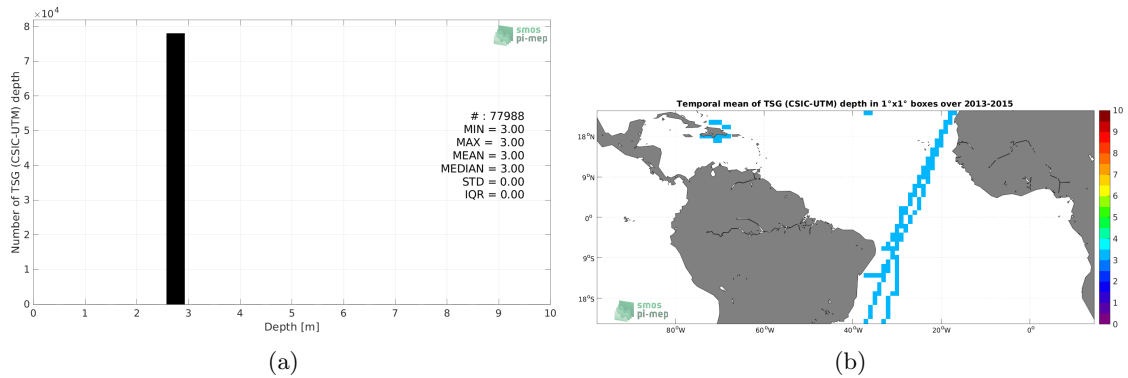 ×10⁴
8
7
6
5
4
3
2
1
0
Number of TSG (CSIC-UTM) depth
smos
pi-mep
# : 77988
MIN = 3.00
MAX = 3.00
MEAN = 3.00
MEDIAN = 3.00
STD = 0.00
IQR = 0.00
0 1 2 3 4 5 6 7 8 9 10
Depth [m]
(a)
Temporal mean of TSG (CSIC-UTM) depth in 1°x1° boxes over 2013-2015
18°N
9°N
0°
9°S
18°S
80°W 60°W 40°W 20°W 0°
smos
pi-mep
10
9
8
7
6
5
4
3
2
1
0
(b)